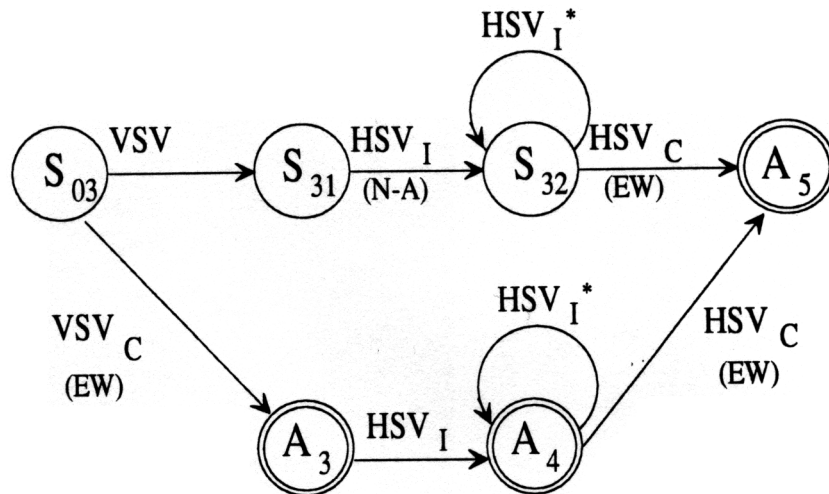 HSV I*
VSV
HSV I
HSV C
S 03
S 31
(N-A)
S 32
(EW)
A 5
HSV I*
VSV C
(EW)
HSV C
(EW)
HSV I
A 3
A 4